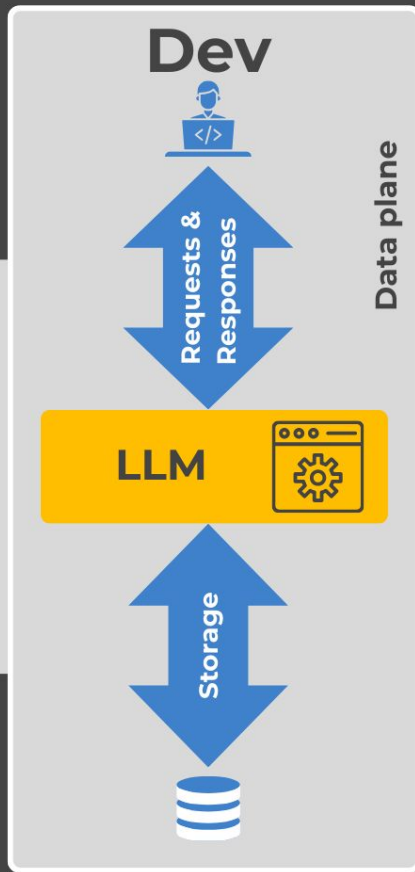 Dev
</>
Data plane
Requests &
Responses
LLM
Storage